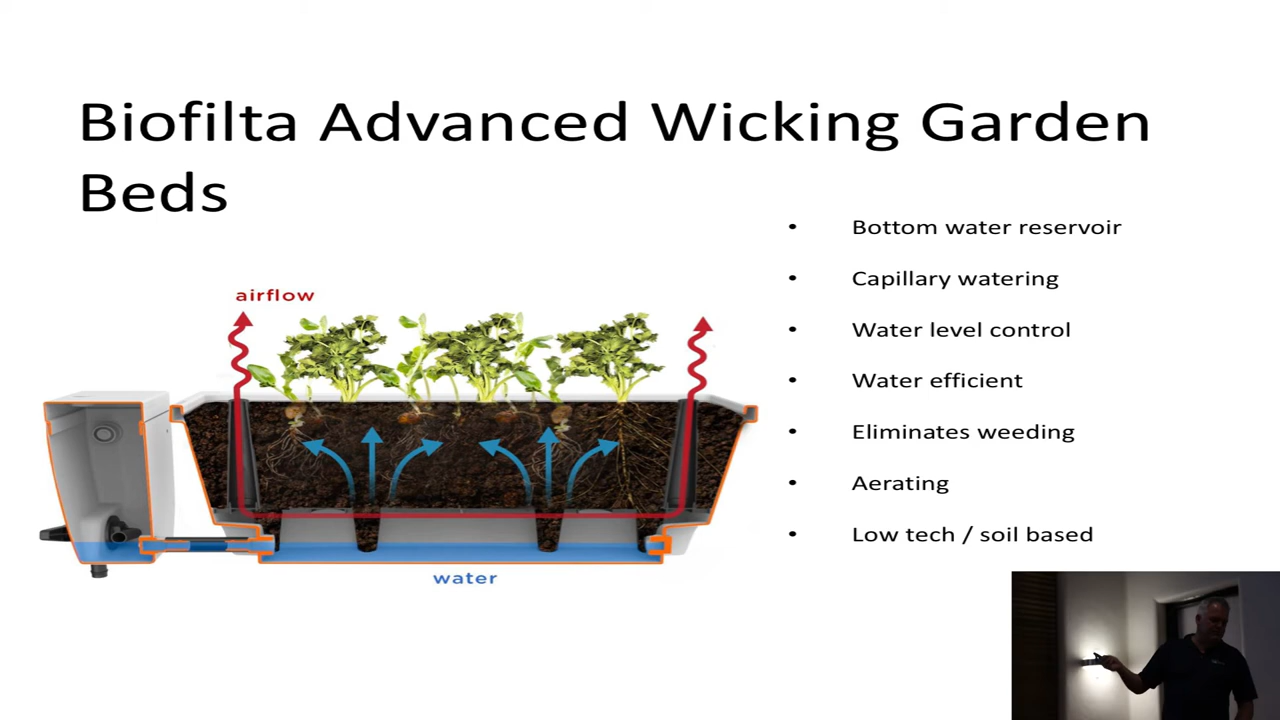 Biofilta Advanced Wicking Garden
Beds
• Bottom water reservoir
• Capillary watering
• Water level control
• Water efficient
• Eliminates weeding
• Aerating
• Low tech / soil based
airflow
water